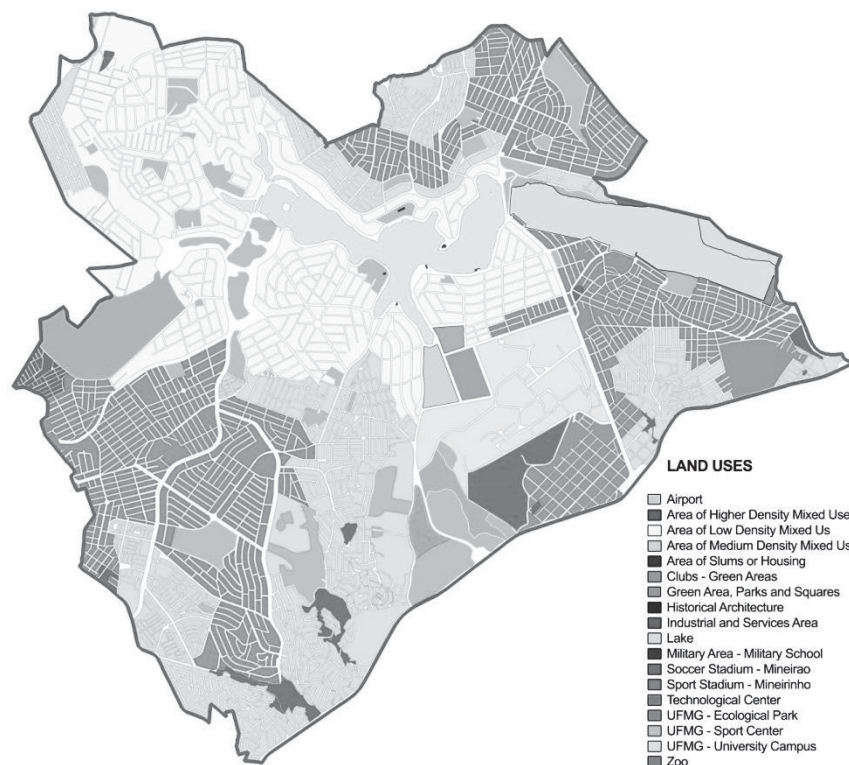 LAND USES
Airport
Area of Higher Density Mixed Use
Area of Low Density Mixed Us
Area of Medium Density Mixed Us
Area of Slums or Housing
Clubs - Green Areas
Green Area, Parks and Squares
Historical Architecture
Industrial and Services Area
Lake
Military Area - Military School
Soccer Stadium - Mineirao
Sport Stadium - Mineirinho
Technological Center
UFMG - Ecological Park
UFMG - Sport Center
UFMG - University Campus
Zoo